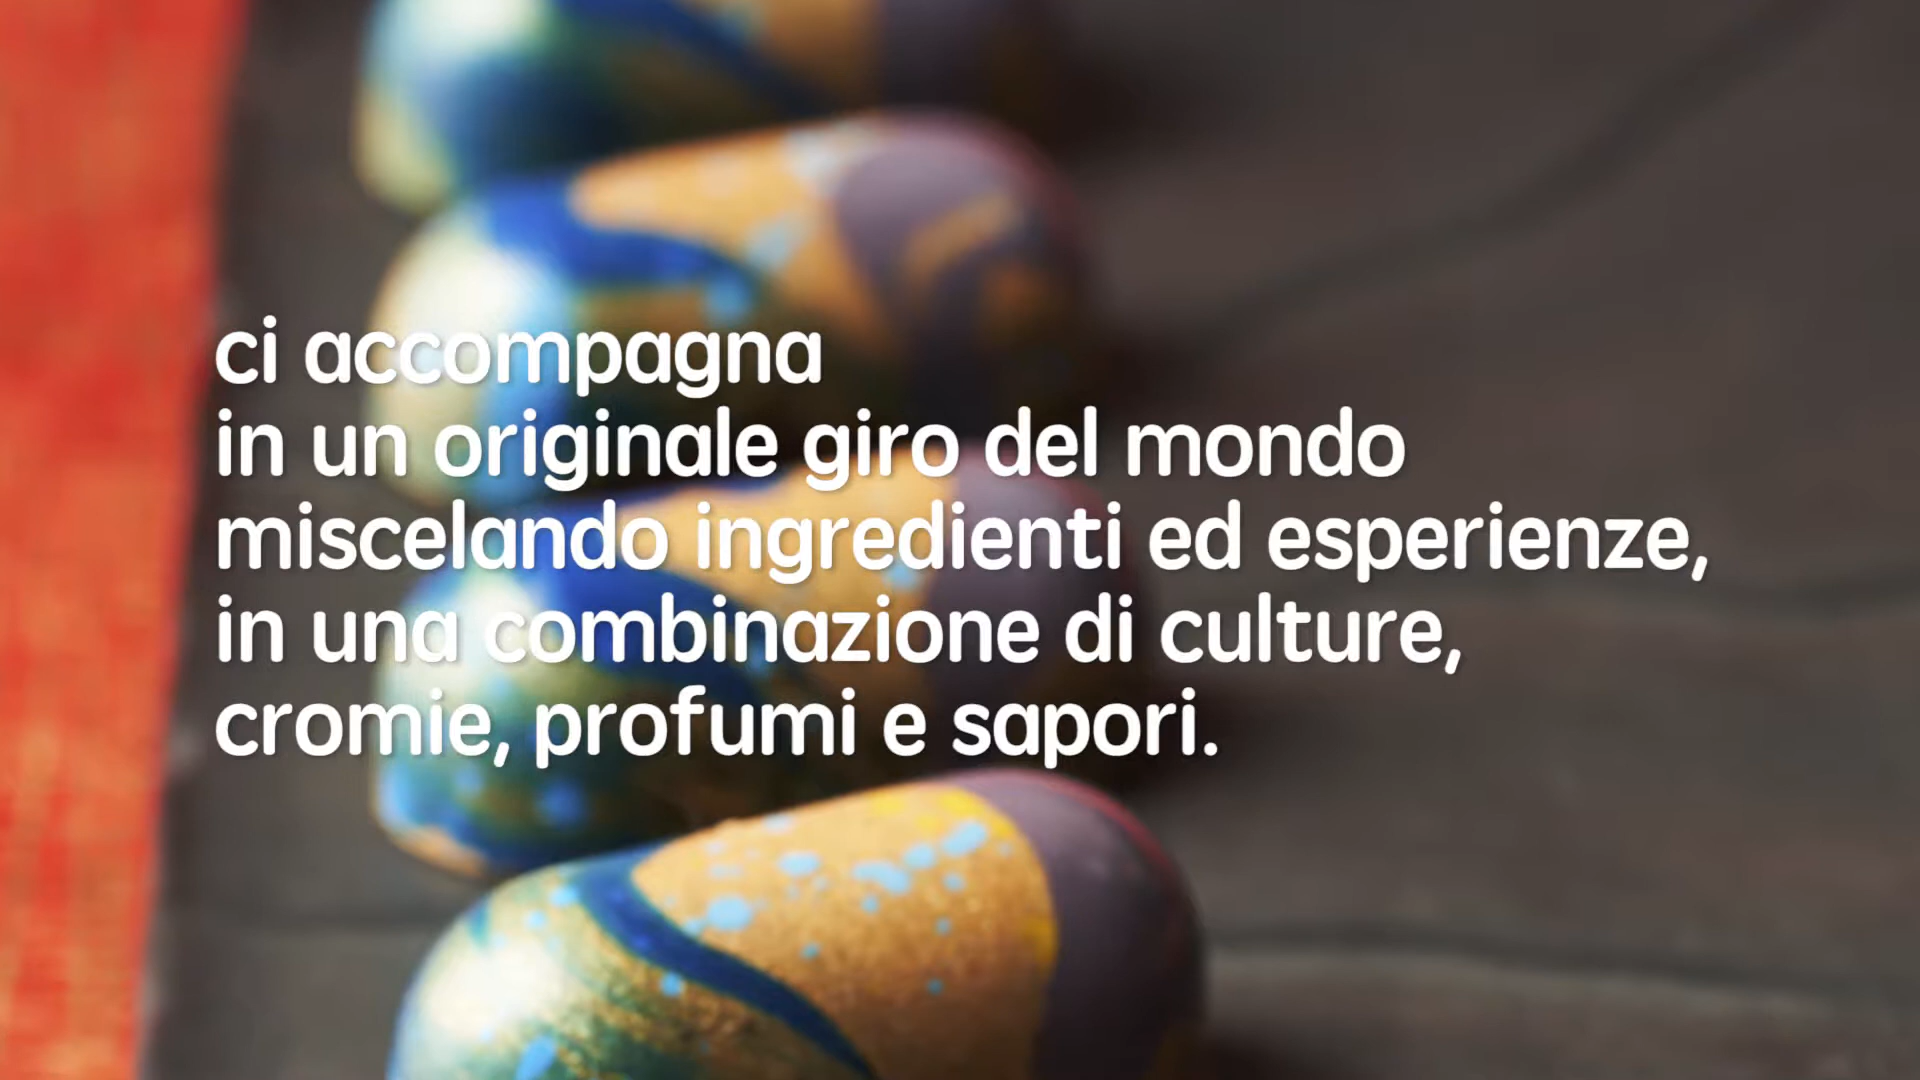 ci accompagna
in un originale giro del mondo
miscelando ingredienti ed esperienze,
in una combinazione di culture,
cromie, profumi e sapori.